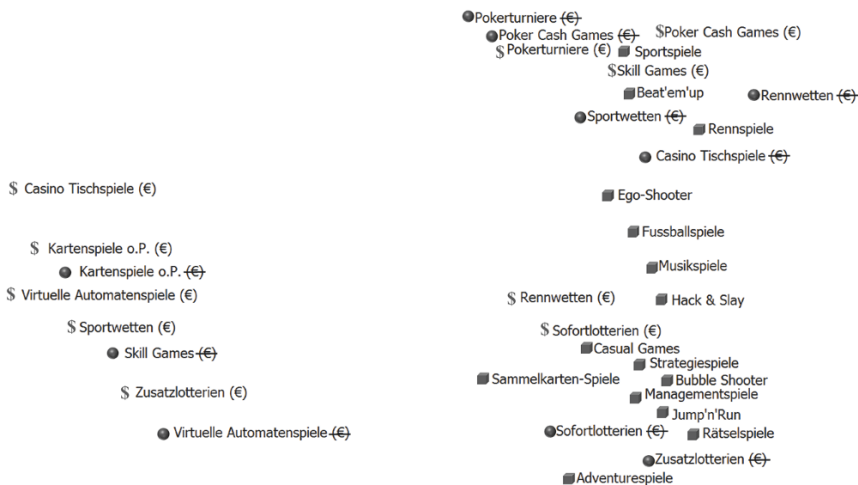 Pokerturniere (€)
Poker Cash Games (€)
$Poker Cash Games (€)
$ Pokerturniere (€)
Sportspiele
$Skill Games (€)
Beat'em'up
Rennwetten (€)
Sportwetten (€)
Rennspiele
Casino Tischspiele (€)
$ Casino Tischspiele (€)
Ego-Shooter
Fussballspiele
$ Kartenspiele o.P. (€)
Musikspiele
Kartenspiele o.P. (€)
$ Virtuelle Automatenspiele (€)
$ Rennwetten (€)
Hack & Slay
$ Sportwetten (€)
$ Sofortlotterien (€)
Skill Games (€)
Casual Games
Strategiespiele
Sammelkarten-Spiele
Bubble Shooter
$ Zusatzlotterien (€)
Managementspiele
Jump'n'Run
Virtuelle Automatenspiele (€)
Sofortlotterien (€)
Rätselspiele
Zusatzlotterien (€)
Adventurespiele